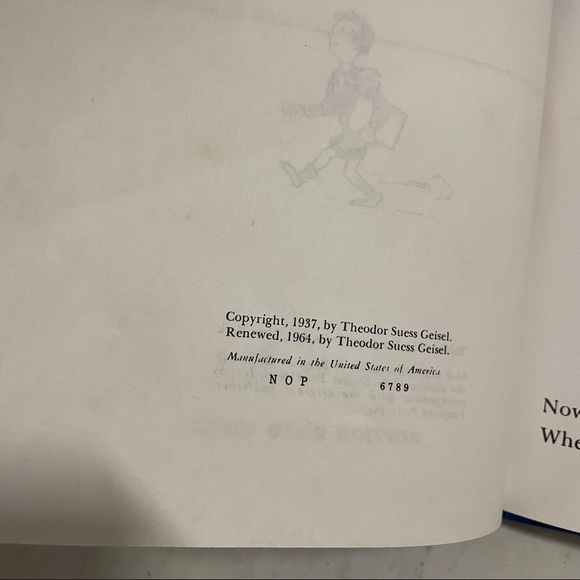 Copyright, 1937, by Theodor Suess Geisel.
Renewed, 1964, by Theodor Suess Geisel.
Manufactured in the United States of America
N O P 6789
Now
Whe